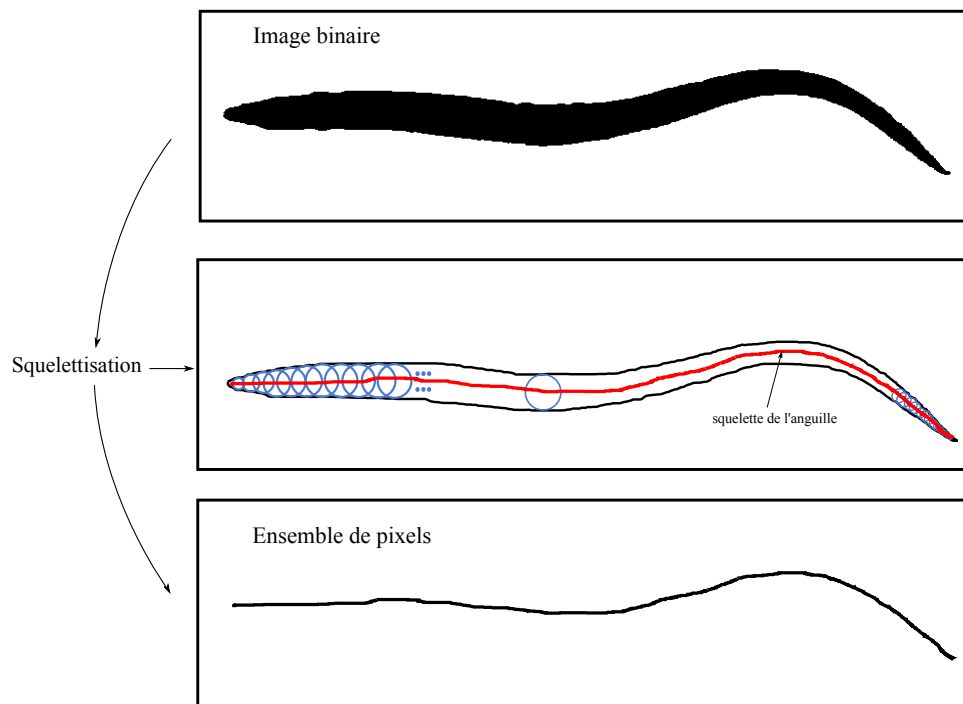 Image binaire
Squelettisation
squelette de l'anguille
Ensemble de pixels